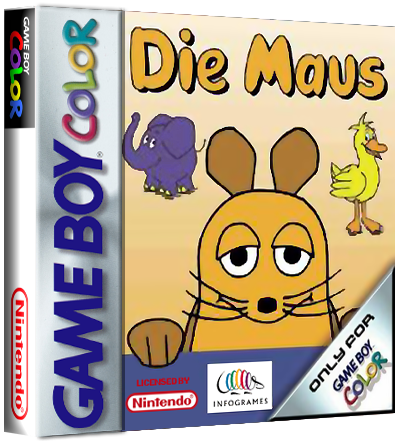 GAME BOY
COLOR
Nintendo
GAME BOY COLOR
Die Maus
LICENSED BY
Nintendo
INFOGRAMES
ONLY FOR
GAME BOY
COLOR